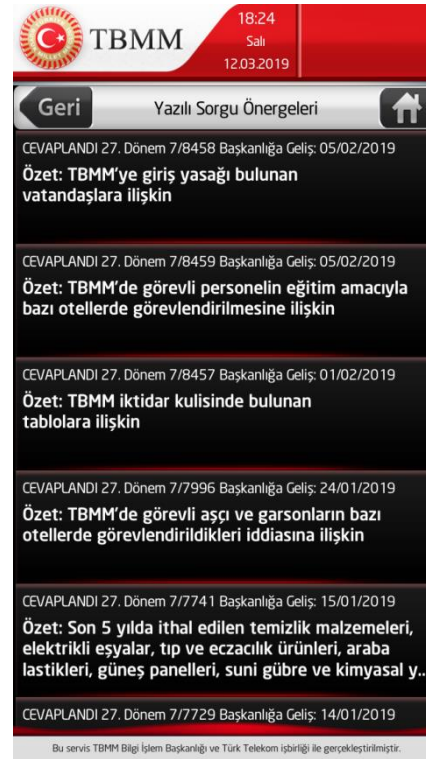 TBMM
18:24
Salı
12.03.2019
Geri
Yazılı Sorgu Önergeleri
CEVAPLANDI 27. Dönem 7/8458 Başkanlığa Geliş: 05/02/2019
Özet: TBMM'ye giriş yasağı bulunan
vatandaşlara ilişkin
CEVAPLANDI 27. Dönem 7/8459 Başkanlığa Geliş: 05/02/2019
Özet: TBMM'de görevli personelin eğitim amacıyla
bazı otellerde görevlendirilmesine ilişkin
CEVAPLANDI 27. Dönem 7/8457 Başkanlığa Geliş: 01/02/2019
Özet: TBMM iktidar kulisinde bulunan
tablolara ilişkin
CEVAPLANDI 27. Dönem 7/7996 Başkanlığa Geliş: 24/01/2019
Özet: TBMM'de görevli aşçı ve garsonların bazı
otellerde görevlendirildikleri iddiasına ilişkin
CEVAPLANDI 27. Dönem 7/7741 Başkanlığa Geliş: 15/01/2019
Özet: Son 5 yılda ithal edilen temizlik malzemeleri,
elektrikli eşyalar, tıp ve eczacılık ürünleri, araba
lastikleri, güneş panelleri, suni gübre ve kimyasal y..
CEVAPLANDI 27. Dönem 7/7729 Başkanlığa Geliş: 14/01/2019
Bu servis TBMM Bilgi İşlem Başkanlığı ve Türk Telekom işbirliği ile gerçekleştirilmiştir.